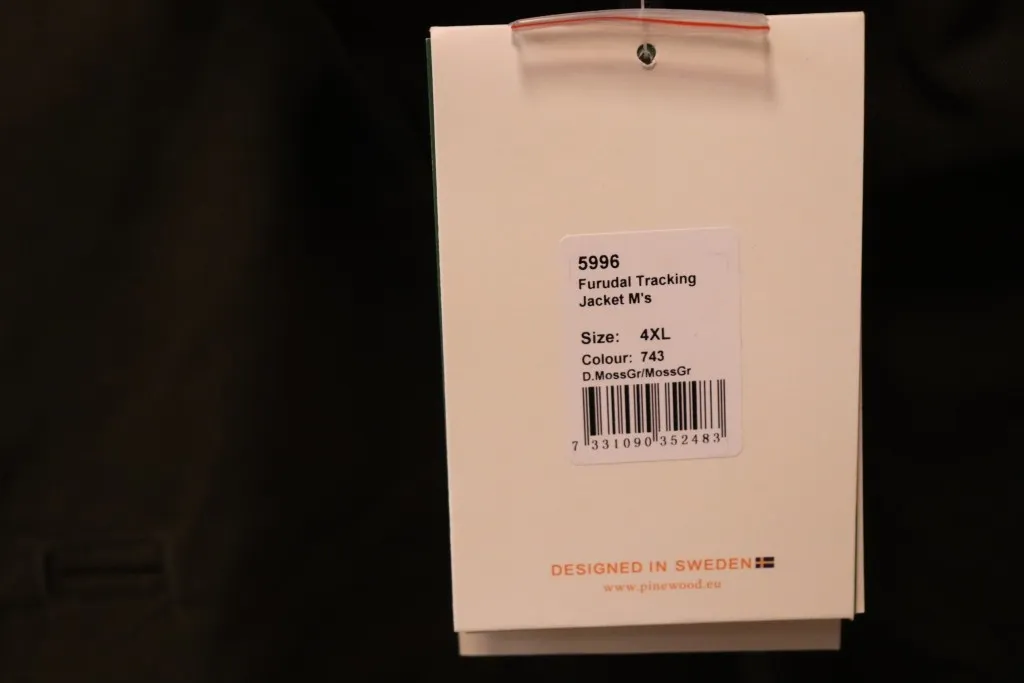 5996
Furudal Tracking
Jacket M's
Size: 4XL
Colour: 743
D.MossGr/MossGr
7 331090 352483
DESIGNED IN SWEDEN
www.pinewood.eu